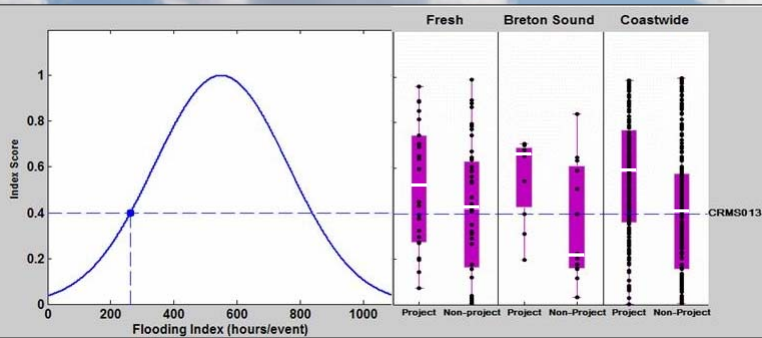 Fresh Breton Sound Coastwide
1
0.8
0.6
0.4
0.2
0
Index Score
0 200 400 600 800 1000
Flooding Index (hours/event)
CRMS013
Project Non-project Project Non-Project Project Non-Project